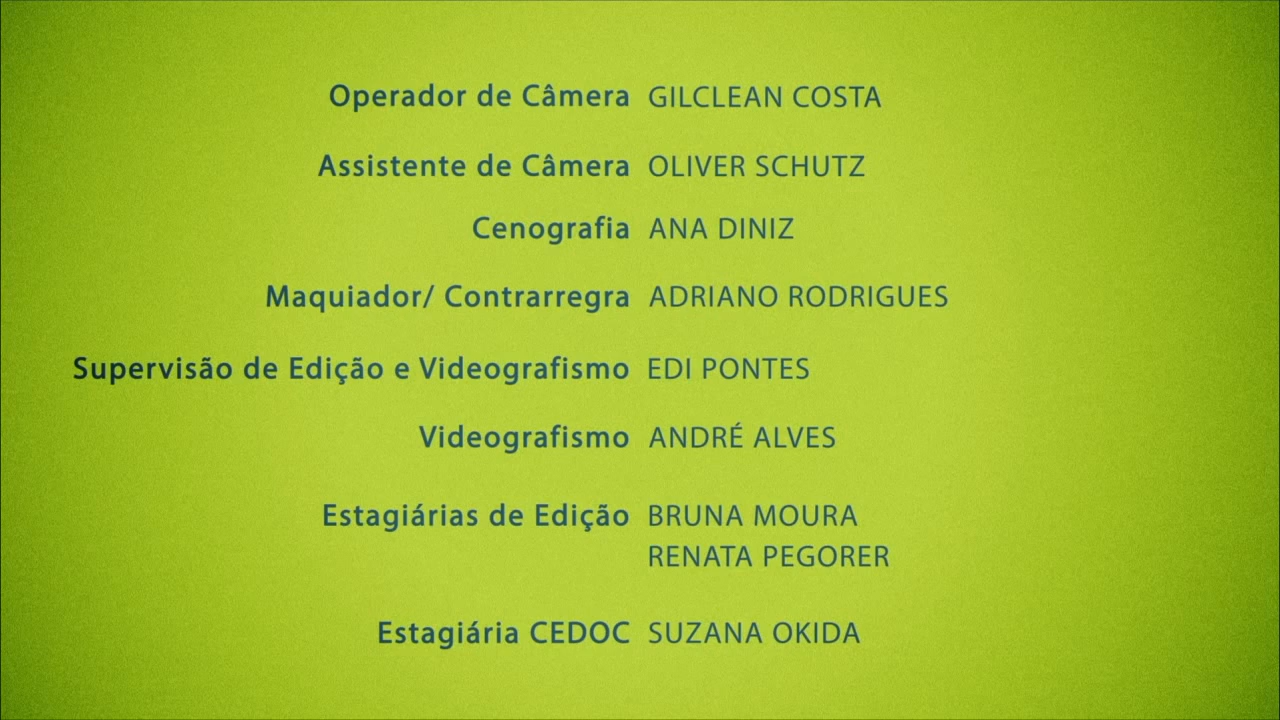 Operador de Câmera GILCLEAN COSTA
Assistente de Câmera OLIVER SCHUTZ
Cenografia ANA DINIZ
Maquiador/ Contrarregra ADRIANO RODRIGUES
Supervisão de Edição e Videografismo EDI PONTES
Videografismo ANDRÉ ALVES
Estagiárias de Edição BRUNA MOURA
RENATA PEGORER
Estagiária CEDOC SUZANA OKIDA